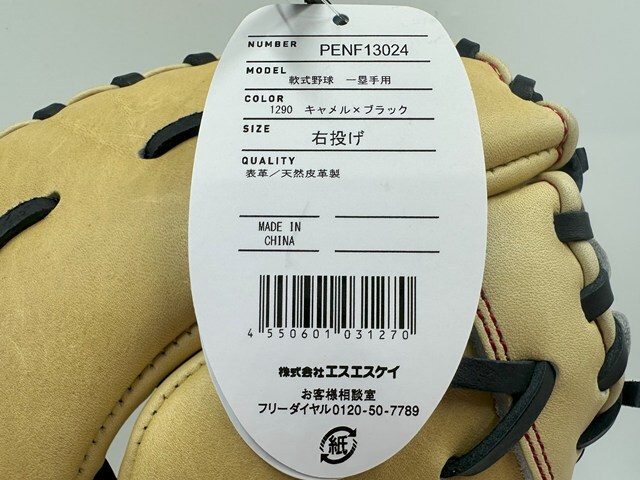 NUMBER PENF13024
MODEL
軟式野球 一塁手用
COLOR
1290 キャメル×ブラック
SIZE
右投げ
QUALITY
表革／天然皮革製
MADE IN
CHINA
4 550601 031270
株式会社エスエスケイ
お客様相談室
フリーダイヤル0120-50-7789
紙